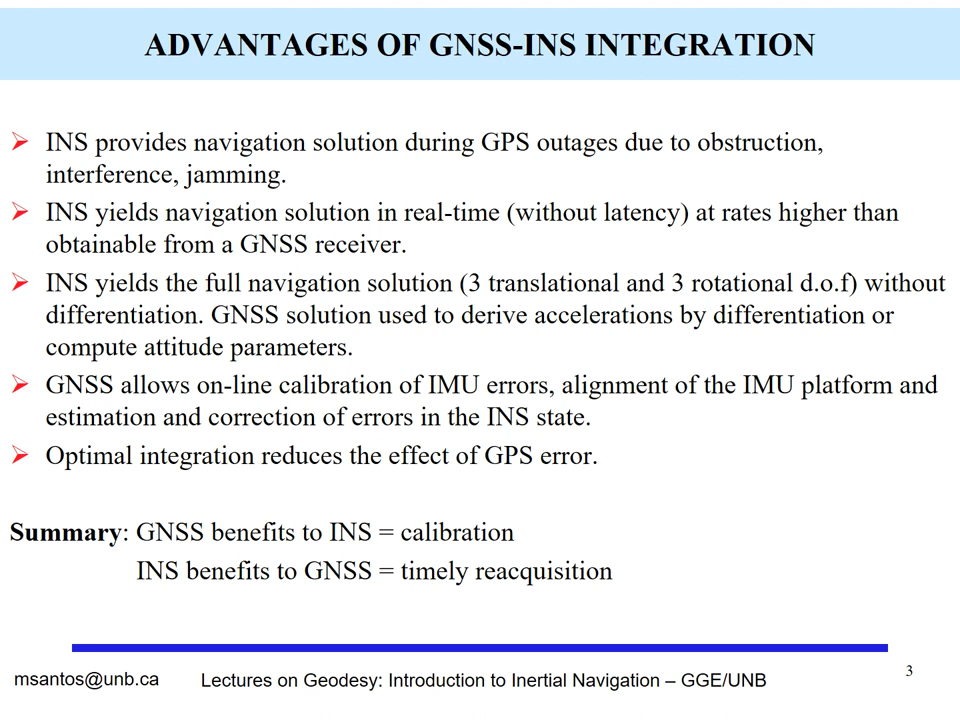 ADVANTAGES OF GNSS-INS INTEGRATION
INS provides navigation solution during GPS outages due to obstruction,
interference, jamming.
INS yields navigation solution in real-time (without latency) at rates higher than
obtainable from a GNSS receiver.
INS yields the full navigation solution (3 translational and 3 rotational d.o.f) without
differentiation. GNSS solution used to derive accelerations by differentiation or
compute attitude parameters.
GNSS allows on-line calibration of IMU errors, alignment of the IMU platform and
estimation and correction of errors in the INS state.
Optimal integration reduces the effect of GPS error.
Summary: GNSS benefits to INS = calibration
INS benefits to GNSS = timely reacquisition
msantos@unb.ca
Lectures on Geodesy: Introduction to Inertial Navigation – GGE/UNB
3